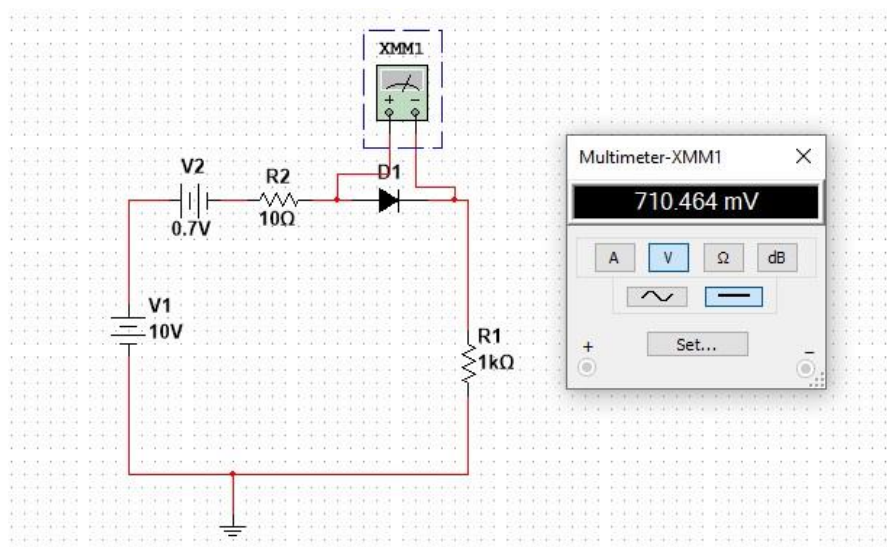 XMM1
+ −
V2
0.7V
R2
10Ω
D1
V1
10V
R1
1kΩ
Multimeter-XMM1
710.464 mV
A V Ω dB
Set...
+ −